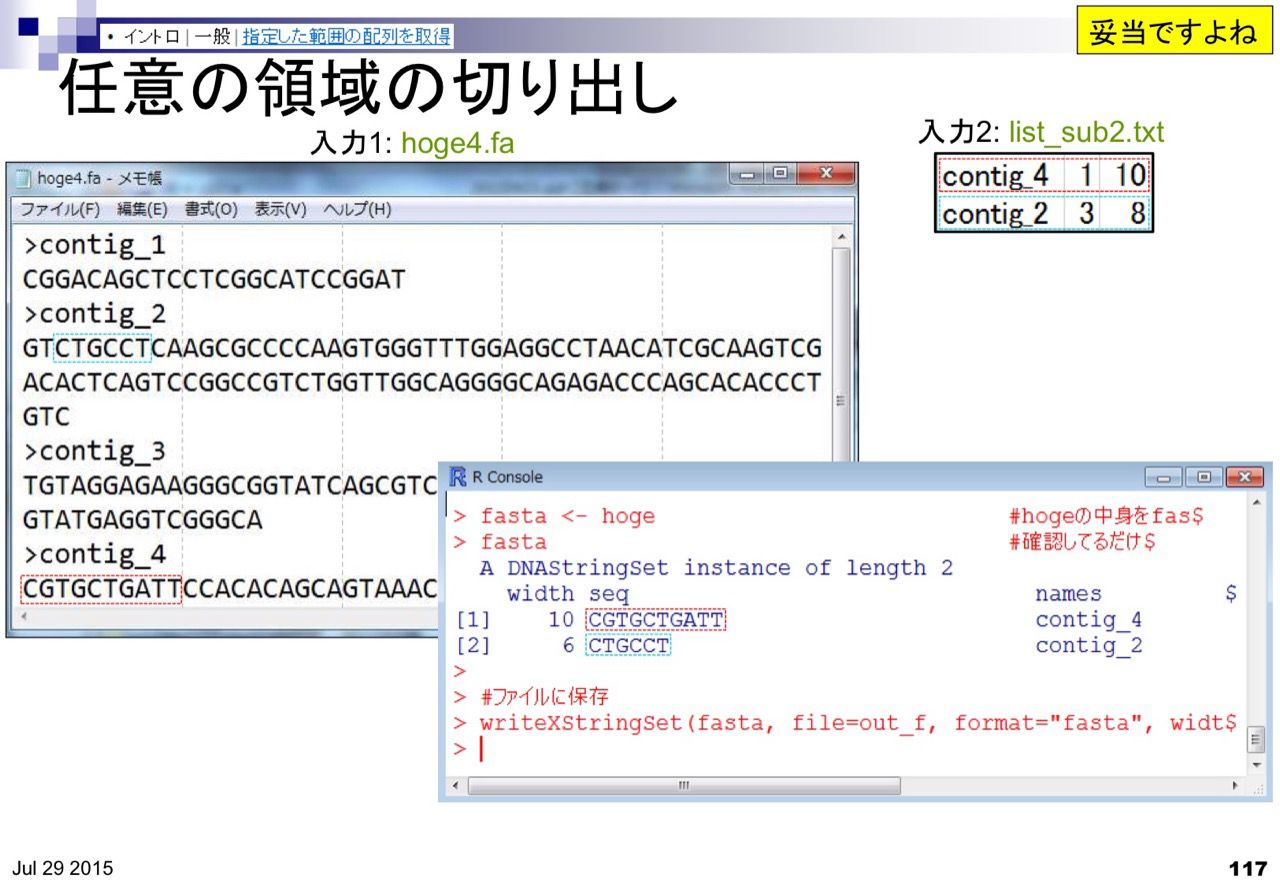 • イントロ | 一般 | 指定した範囲の配列を取得
妥当ですよね
任意の領域の切り出し
入力1: hoge4.fa
入力2: list_sub2.txt
contig_4 1 10
contig_2 3 8
hoge4.fa - メモ帳
ファイル(F) 編集(E) 書式(O) 表示(V) ヘルプ(H)
>contig_1
CGGACAGCTCCTCGGCATCCGGAT
>contig_2
GTCTGCCTCAAGCGCCCCAAGTGGGTTTGGAGGCCTAACATCGCAAGTCG
ACACTCAGTCCGGCCGTCTGGTTGGCAGGGGCAGAGACCCAGCACACCCT
GTC
>contig_3
TGTAGGAGAAGGGCGGTATCAGCGTC
GTATGAGGTCGGGCA
>contig_4
CGTGCTGATTCCACACAGCAGTAAAC
R Console
> fasta <- hoge #hogeの中身をfas$
> fasta #確認してるだけ$
A DNAStringSet instance of length 2
width seq names $
[1] 10 CGTGCTGATT contig_4
[2] 6 CTGCCT contig_2
>
> #ファイルに保存
> writeXStringSet(fasta, file=out_f, format="fasta", widt$
>
Jul 29 2015
117